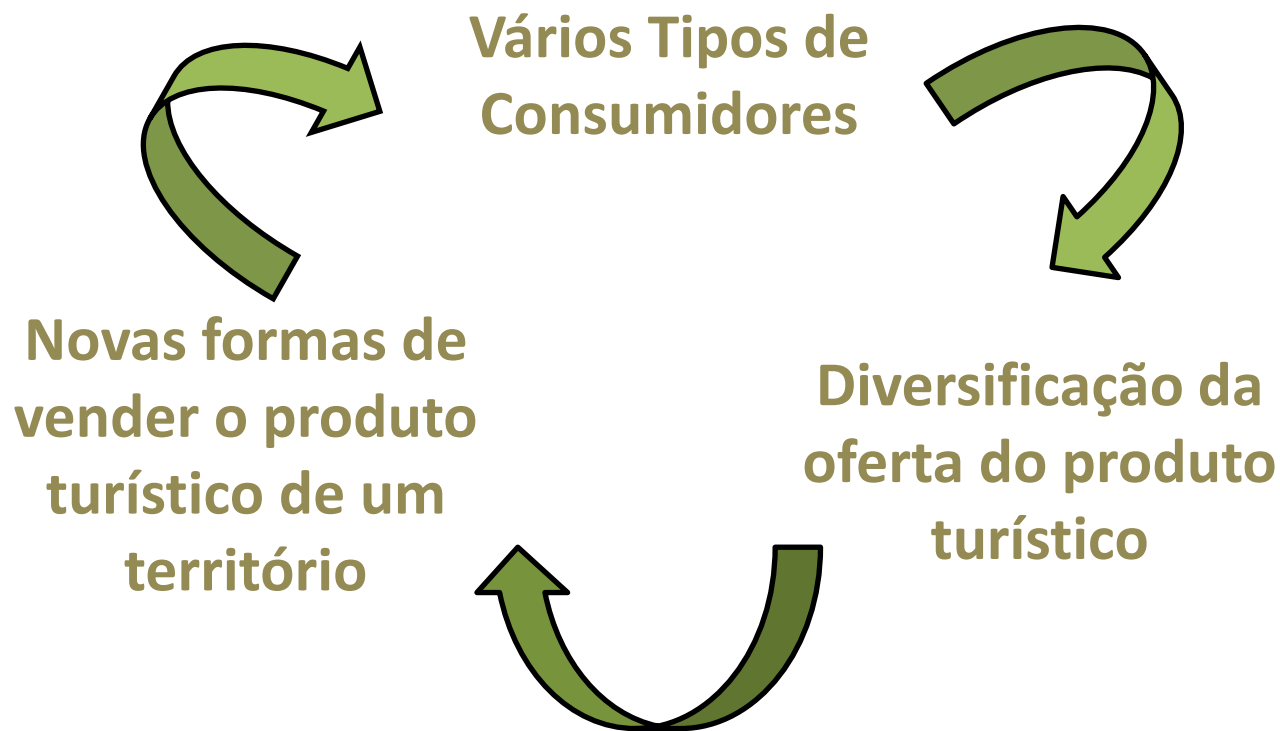 Vários Tipos de
Consumidores
Novas formas de
vender o produto
turístico de um
território
Diversificação da
oferta do produto
turístico